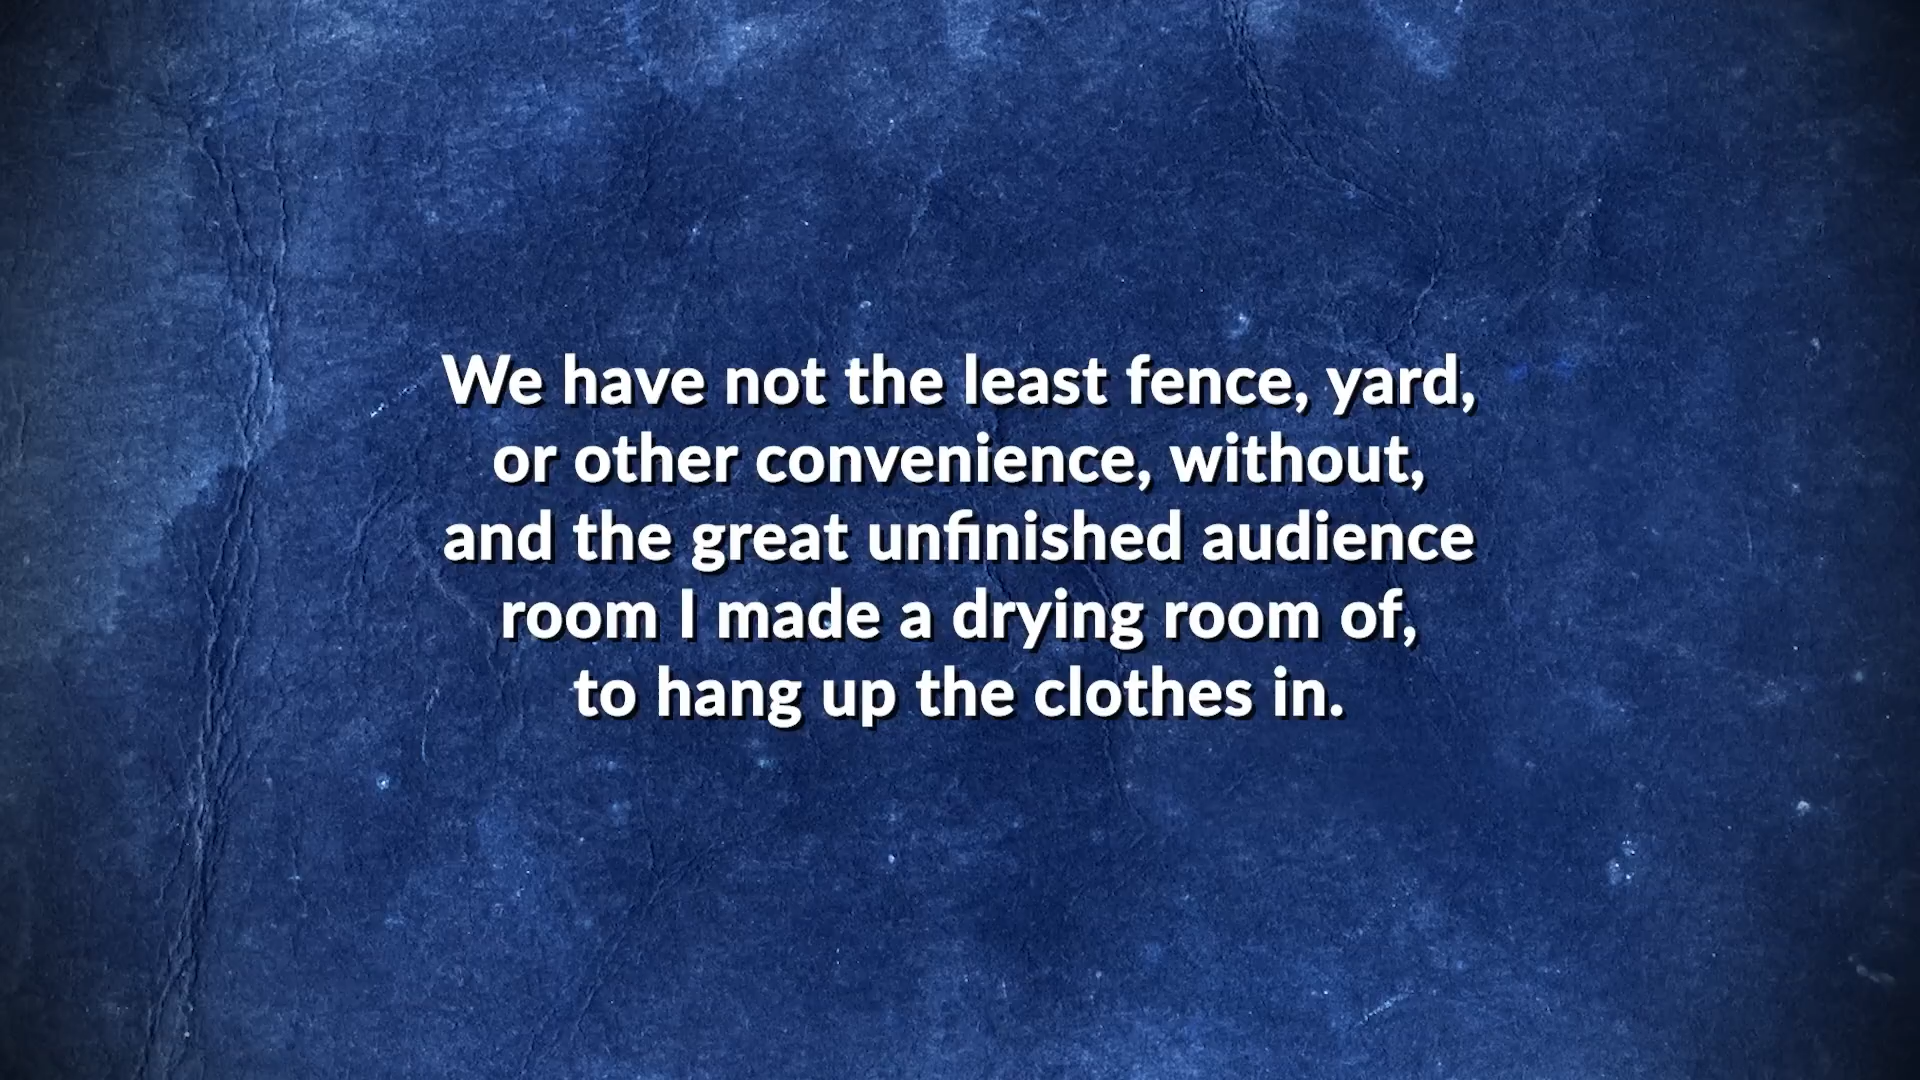 We have not the least fence, yard,
or other convenience, without,
and the great unfinished audience
room I made a drying room of,
to hang up the clothes in.